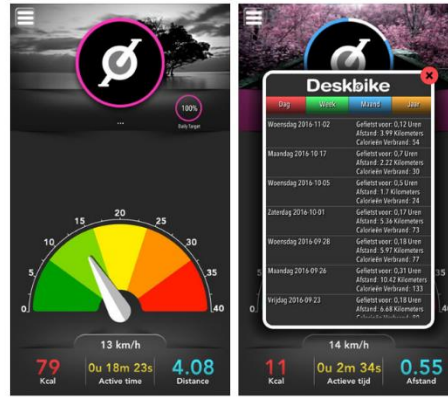 100%
Daily Target
...
0
5
10
15
20
25
30
35
40
13 km/h
79
Kcal
0u 18m 23s
Active time
4.08
Distance
Deskbike
Dag
Week
Maand
Jaar
Woensdag 2016-11-02
Gefietst voor: 0,12 Uren
Afstand: 3.99 Kilometers
Calorieën Verbrand: 54
Maandag 2016-10-17
Gefietst voor: 0,7 Uren
Afstand: 2.22 Kilometers
Calorieën Verbrand: 30
Woensdag 2016-10-05
Gefietst voor: 0,5 Uren
Afstand: 1.7 Kilometers
Calorieën Verbrand: 24
Zaterdag 2016-10-01
Gefietst voor: 0,17 Uren
Afstand: 5.36 Kilometers
Calorieën Verbrand: 73
Woensdag 2016-09-28
Gefietst voor: 0,18 Uren
Afstand: 5.97 Kilometers
Calorieën Verbrand: 77
Maandag 2016-09-26
Gefietst voor: 0,31 Uren
Afstand: 10.42 Kilometers
Calorieën Verbrand: 133
Vrijdag 2016-09-23
Gefietst voor: 0,18 Uren
Afstand: 6.68 Kilometers
14 km/h
11
Kcal
0u 2m 34s
Actieve tijd
0.55
Afstand